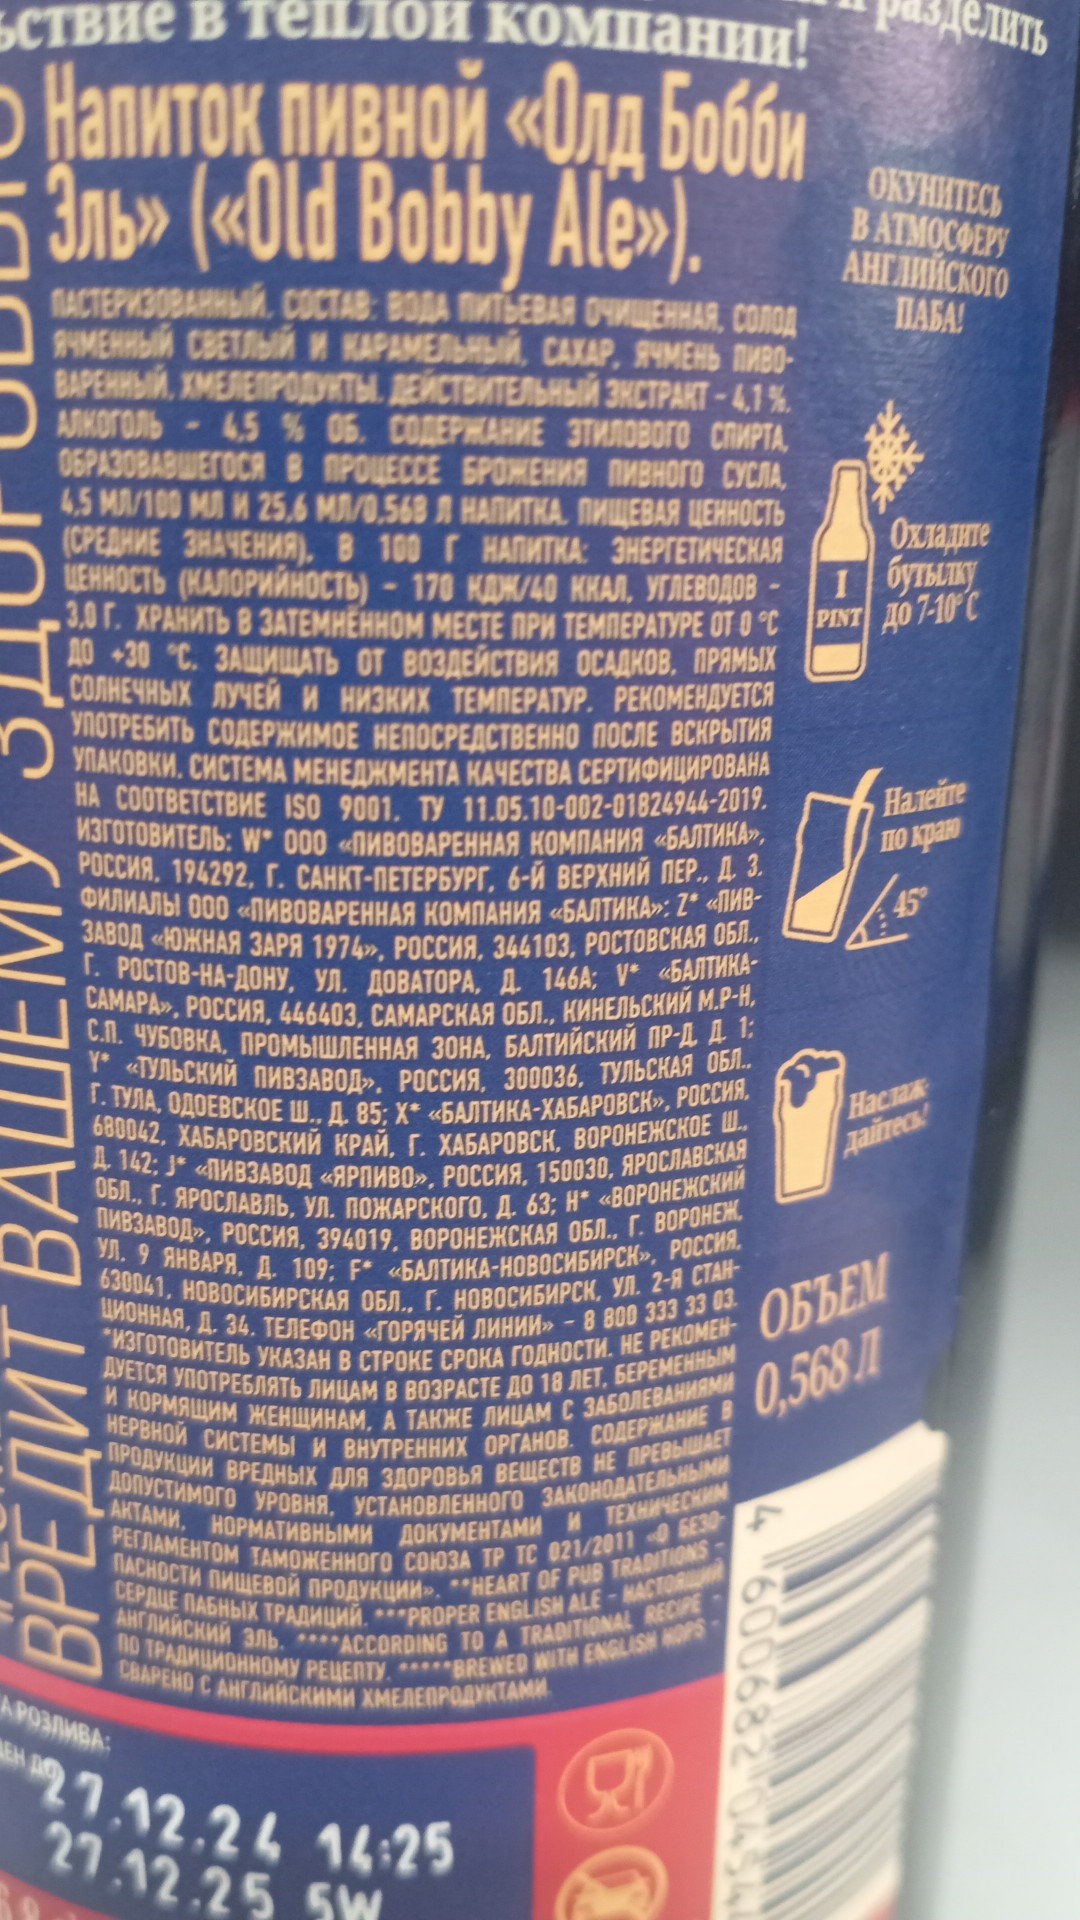 ьствие в тёплой компании!
и разделить
ВРЕДИТ ВАШЕМУ ЗДОРОВЬЮ
Напиток пивной «Олд Бобби
Эль» («Old Bobby Ale»).
ПАСТЕРИЗОВАННЫЙ. СОСТАВ: ВОДА ПИТЬЕВАЯ ОЧИЩЕННАЯ, СОЛОД
ЯЧМЕННЫЙ СВЕТЛЫЙ И КАРАМЕЛЬНЫЙ, САХАР, ЯЧМЕНЬ ПИВО-
ВАРЕННЫЙ, ХМЕЛЕПРОДУКТЫ. ДЕЙСТВИТЕЛЬНЫЙ ЭКСТРАКТ - 4,1 %.
АЛКОГОЛЬ - 4,5 % ОБ. СОДЕРЖАНИЕ ЭТИЛОВОГО СПИРТА,
ОБРАЗОВАВШЕГОСЯ В ПРОЦЕССЕ БРОЖЕНИЯ ПИВНОГО СУСЛА,
4,5 МЛ/100 МЛ И 25,6 МЛ/0,568 Л НАПИТКА. ПИЩЕВАЯ ЦЕННОСТЬ
(СРЕДНИЕ ЗНАЧЕНИЯ), В 100 Г НАПИТКА: ЭНЕРГЕТИЧЕСКАЯ
ЦЕННОСТЬ (КАЛОРИЙНОСТЬ) - 170 КДЖ/40 ККАЛ, УГЛЕВОДОВ -
3,0 Г. ХРАНИТЬ В ЗАТЕМНЕННОМ МЕСТЕ ПРИ ТЕМПЕРАТУРЕ ОТ 0 °C
ДО +30 °C. ЗАЩИЩАТЬ ОТ ВОЗДЕЙСТВИЯ ОСАДКОВ, ПРЯМЫХ
СОЛНЕЧНЫХ ЛУЧЕЙ И НИЗКИХ ТЕМПЕРАТУР. РЕКОМЕНДУЕТСЯ
УПОТРЕБИТЬ СОДЕРЖИМОЕ НЕПОСРЕДСТВЕННО ПОСЛЕ ВСКРЫТИЯ
УПАКОВКИ. СИСТЕМА МЕНЕДЖМЕНТА КАЧЕСТВА СЕРТИФИЦИРОВАНА
НА СООТВЕТСТВИЕ ISO 9001. ТУ 11.05.10-002-01824944-2019.
ИЗГОТОВИТЕЛЬ: W* ООО «ПИВОВАРЕННАЯ КОМПАНИЯ «БАЛТИКА»,
РОССИЯ, 194292, Г. САНКТ-ПЕТЕРБУРГ, 6-Й ВЕРХНИЙ ПЕР., Д. 3.
ФИЛИАЛЫ ООО «ПИВОВАРЕННАЯ КОМПАНИЯ «БАЛТИКА»: Z* «ПИВ-
ЗАВОД «ЮЖНАЯ ЗАРЯ 1974», РОССИЯ, 344103, РОСТОВСКАЯ ОБЛ.,
Г. РОСТОВ-НА-ДОНУ, УЛ. ДОВАТОРА, Д. 146А; V* «БАЛТИКА-
САМАРА», РОССИЯ, 446403, САМАРСКАЯ ОБЛ., КИНЕЛЬСКИЙ М.Р-Н,
С.П. ЧУБОВКА, ПРОМЫШЛЕННАЯ ЗОНА, БАЛТИЙСКИЙ ПР-Д, Д. 1;
Y* «ТУЛЬСКИЙ ПИВЗАВОД», РОССИЯ, 300036, ТУЛЬСКАЯ ОБЛ.,
Г. ТУЛА, ОДОЕВСКОЕ Ш., Д. 85; X* «БАЛТИКА-ХАБАРОВСК», РОССИЯ,
680042, ХАБАРОВСКИЙ КРАЙ, Г. ХАБАРОВСК, ВОРОНЕЖСКОЕ Ш.,
Д. 142; J* «ПИВЗАВОД «ЯРПИВО», РОССИЯ, 150030, ЯРОСЛАВСКАЯ
ОБЛ., Г. ЯРОСЛАВЛЬ, УЛ. ПОЖАРСКОГО, Д. 63; H* «ВОРОНЕЖСКИЙ
ПИВЗАВОД», РОССИЯ, 394019, ВОРОНЕЖСКАЯ ОБЛ., Г. ВОРОНЕЖ,
УЛ. 9 ЯНВАРЯ, Д. 109; F* «БАЛТИКА-НОВОСИБИРСК», РОССИЯ,
630041, НОВОСИБИРСКАЯ ОБЛ., Г. НОВОСИБИРСК, УЛ. 2-Я СТАН-
ЦИОННАЯ, Д. 34. ТЕЛЕФОН «ГОРЯЧЕЙ ЛИНИИ» - 8 800 333 33 03.
*ИЗГОТОВИТЕЛЬ УКАЗАН В СТРОКЕ СРОКА ГОДНОСТИ. НЕ РЕКОМЕН-
ДУЕТСЯ УПОТРЕБЛЯТЬ ЛИЦАМ В ВОЗРАСТЕ ДО 18 ЛЕТ, БЕРЕМЕННЫМ
И КОРМЯЩИМ ЖЕНЩИНАМ, А ТАКЖЕ ЛИЦАМ С ЗАБОЛЕВАНИЯМИ
НЕРВНОЙ СИСТЕМЫ И ВНУТРЕННИХ ОРГАНОВ. СОДЕРЖАНИЕ В
ПРОДУКЦИИ ВРЕДНЫХ ДЛЯ ЗДОРОВЬЯ ВЕЩЕСТВ НЕ ПРЕВЫШАЕТ
ДОПУСТИМОГО УРОВНЯ, УСТАНОВЛЕННОГО ЗАКОНОДАТЕЛЬНЫМИ
АКТАМИ, НОРМАТИВНЫМИ ДОКУМЕНТАМИ И ТЕХНИЧЕСКИМ
РЕГЛАМЕНТОМ ТАМОЖЕННОГО СОЮЗА ТР ТС 021/2011 «О БЕЗО-
ПАСНОСТИ ПИЩЕВОЙ ПРОДУКЦИИ». **HEART OF PUB TRADITIONS -
СЕРДЦЕ ПАБНЫХ ТРАДИЦИЙ. ***PROPER ENGLISH ALE - НАСТОЯЩИЙ
АНГЛИЙСКИЙ ЭЛЬ. ****ACCORDING TO A TRADITIONAL RECIPE -
ПО ТРАДИЦИОННОМУ РЕЦЕПТУ. *****BREWED WITH ENGLISH HOPS -
СВАРЕНО С АНГЛИЙСКИМИ ХМЕЛЕПРОДУКТАМИ.
ОКУНИТЕСЬ
В АТМОСФЕРУ
АНГЛИЙСКОГО
ПАБА!
Охладите
бутылку
до 7-10° C
1
PINT
Налейте
по краю
45°
Наслаж-
дайтесь!
ОБЪЕМ
0,568 Л
А РОЗЛИВА:
ЕН ДО
27.12.24 14:25
27.12.25 5W
4 600682 0454